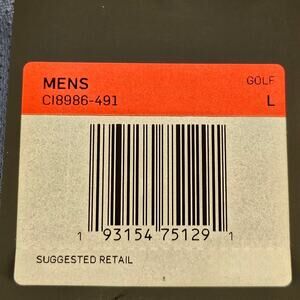 MENS GOLF
CI8986-491 L
1 93154 75129 1
SUGGESTED RETAIL